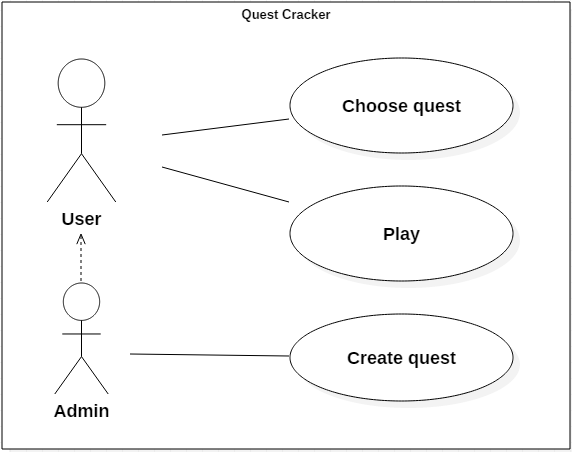 Quest Cracker
Choose quest
User
Play
Create quest
Admin